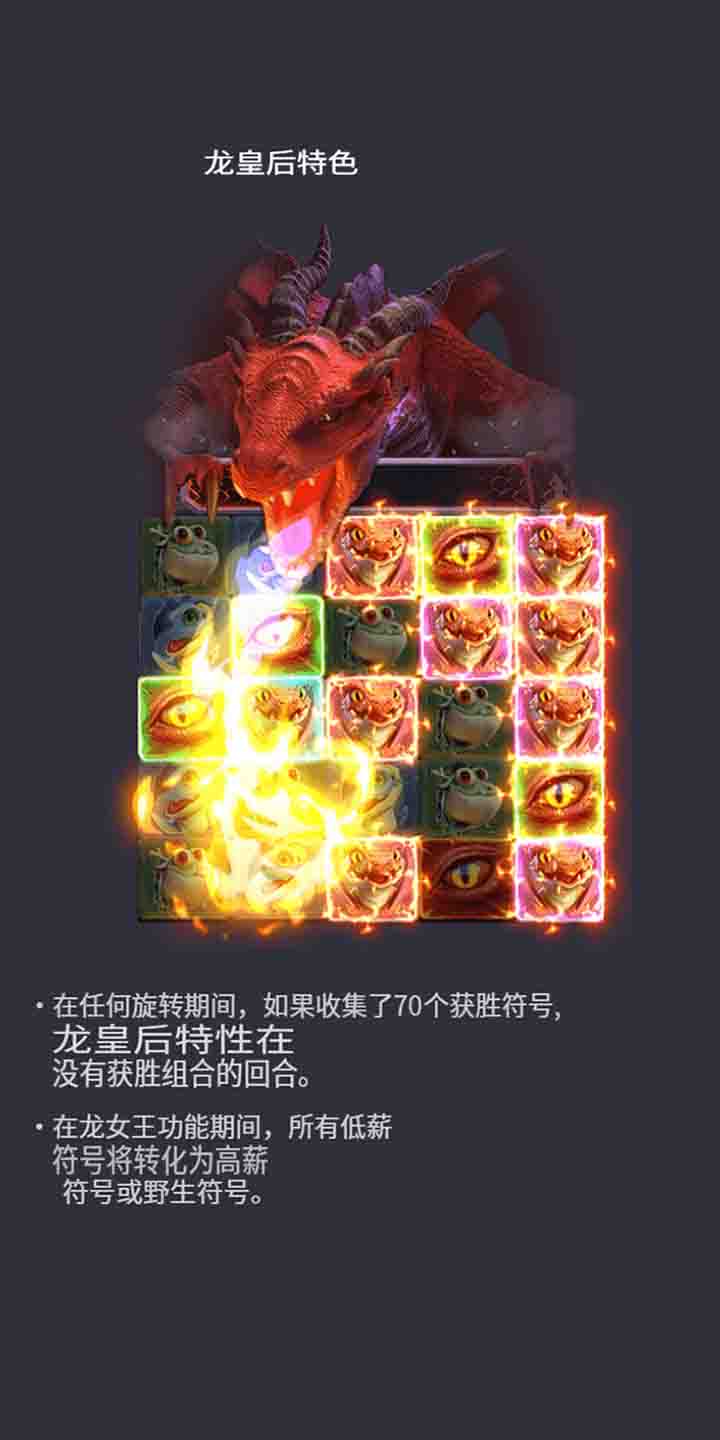 龙皇后特色
•在任何旋转期间，如果收集了70个获胜符号,
龙皇后特性在
没有获胜组合的回合。
•在龙女王功能期间，所有低薪
符号将转化为高薪
符号或野生符号。